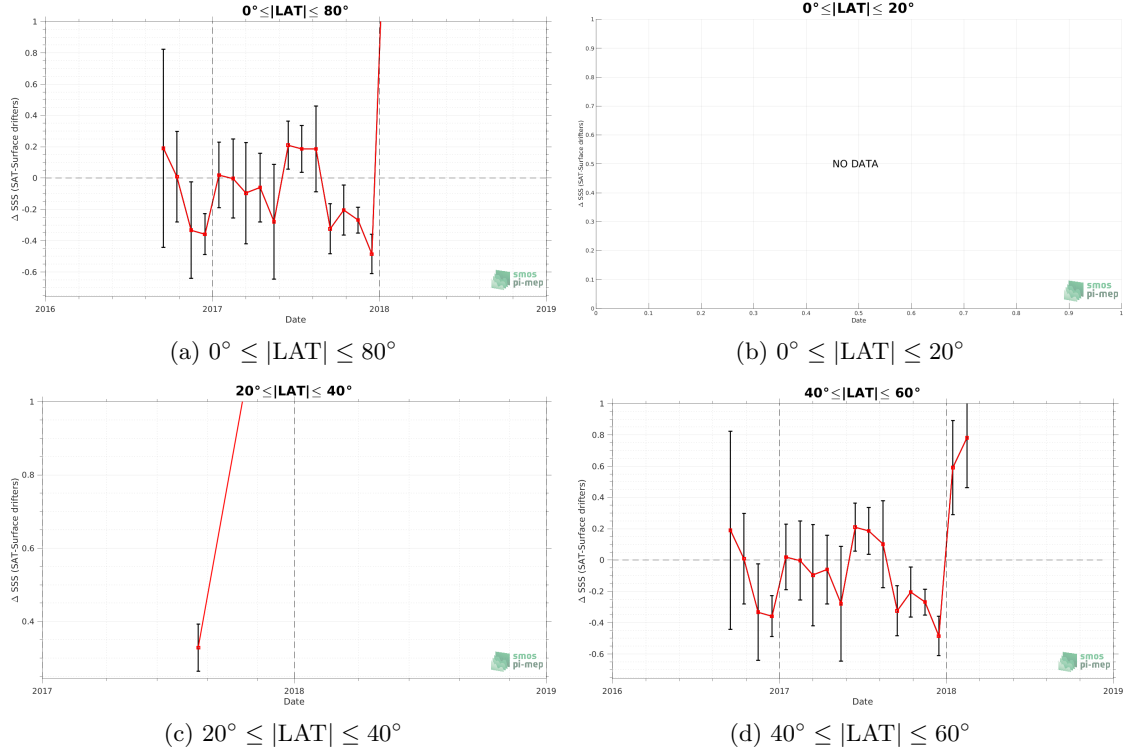 0°≤|LAT|≤ 80°
Δ SSS (SAT-Surface drifters)
1
0.8
0.6
0.4
0.2
0
-0.2
-0.4
-0.6
2016
2017
2018
2019
Date
smos
pi-mep
(a) 0° ≤ |LAT| ≤ 80°
0°≤|LAT|≤ 20°
Δ SSS (SAT-Surface drifters)
1
0.9
0.8
0.7
0.6
0.5
0.4
0.3
0.2
0.1
0
NO DATA
0
0.1
0.2
0.3
0.4
0.5
0.6
0.7
0.8
0.9
1
Date
smos
pi-mep
(b) 0° ≤ |LAT| ≤ 20°
20°≤|LAT|≤ 40°
Δ SSS (SAT-Surface drifters)
1
0.8
0.6
0.4
2017
2018
2019
Date
smos
pi-mep
(c) 20° ≤ |LAT| ≤ 40°
40°≤|LAT|≤ 60°
Δ SSS (SAT-Surface drifters)
1
0.8
0.6
0.4
0.2
0
-0.2
-0.4
-0.6
2016
2017
2018
2019
Date
smos
pi-mep
(d) 40° ≤ |LAT| ≤ 60°